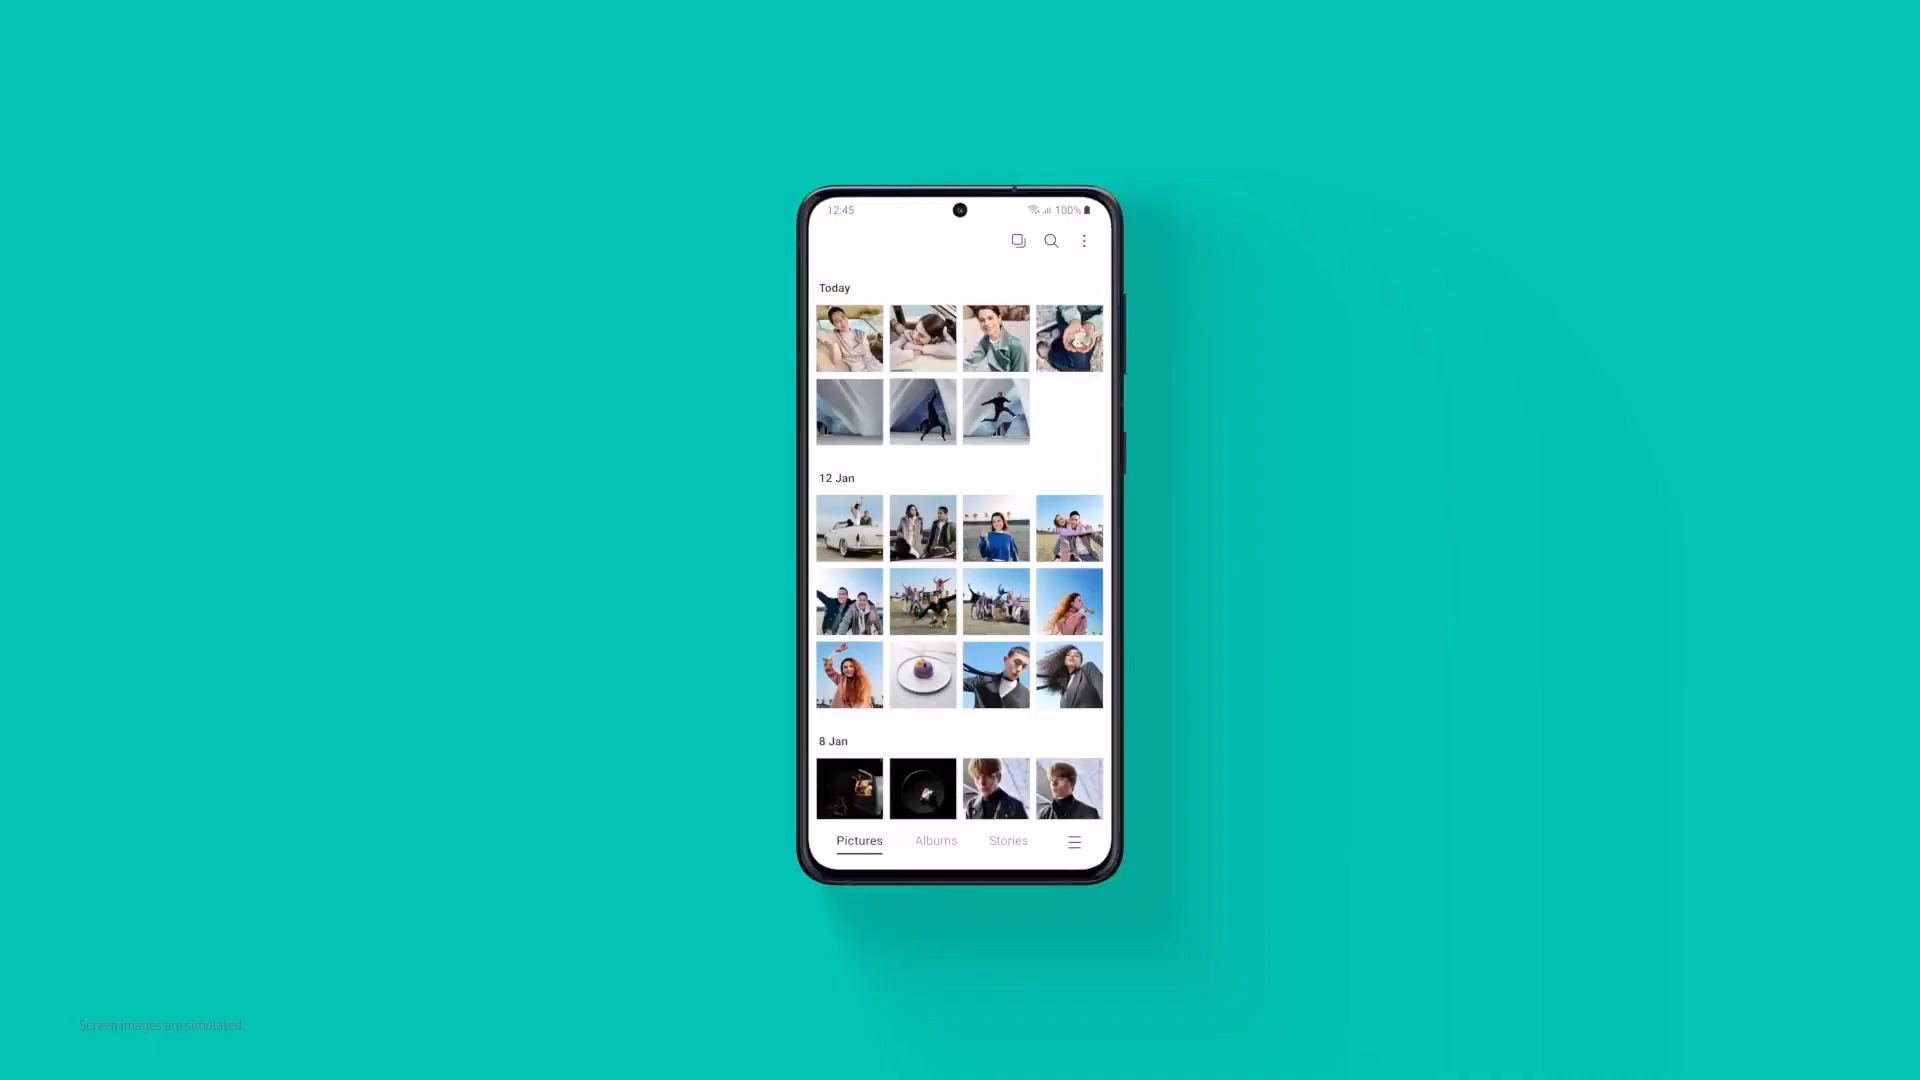 12:45
100%
Today
12 Jan
8 Jan
Pictures
Albums
Stories
Screen images are simulated.